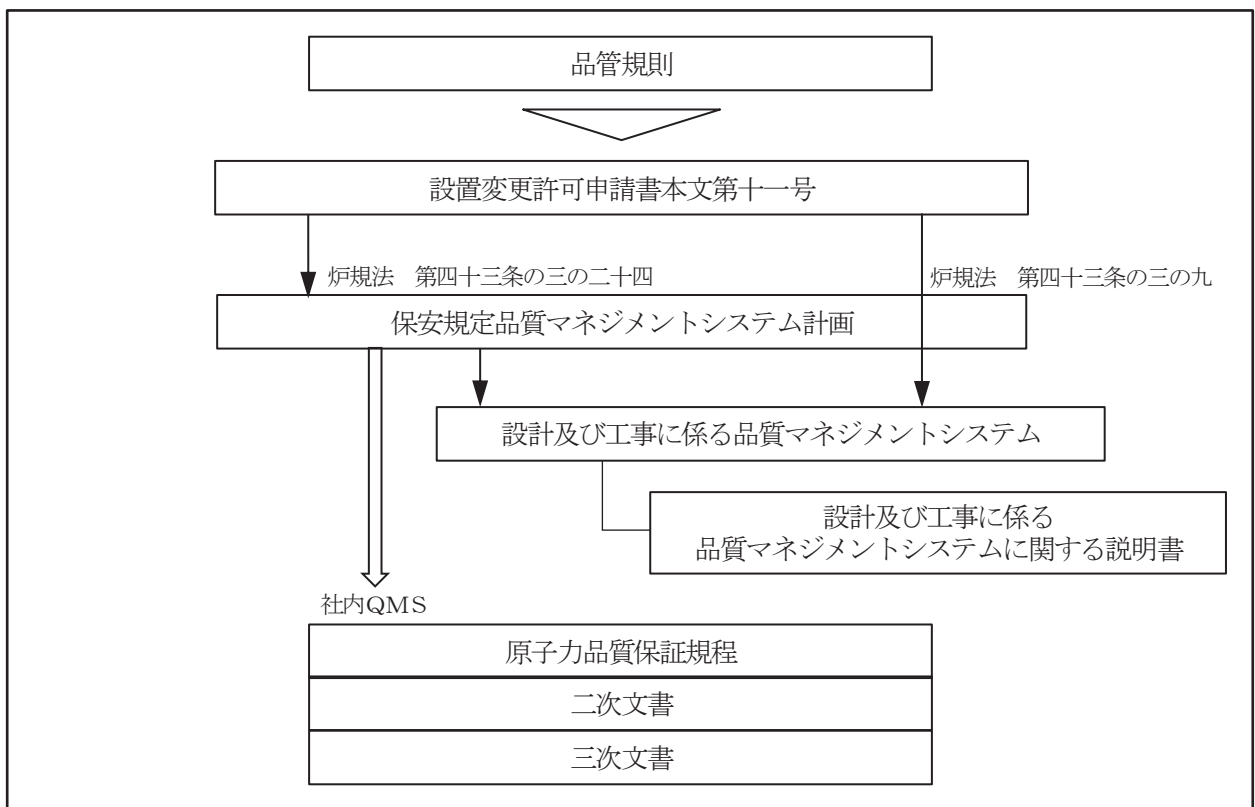 品管規則
設置変更許可申請書本文第十一号
炉規法　第四十三条の三の二十四
炉規法　第四十三条の三の九
保安規定品質マネジメントシステム計画
設計及び工事に係る品質マネジメントシステム
設計及び工事に係る
品質マネジメントシステムに関する説明書
社内ＱＭＳ
原子力品質保証規程
二次文書
三次文書